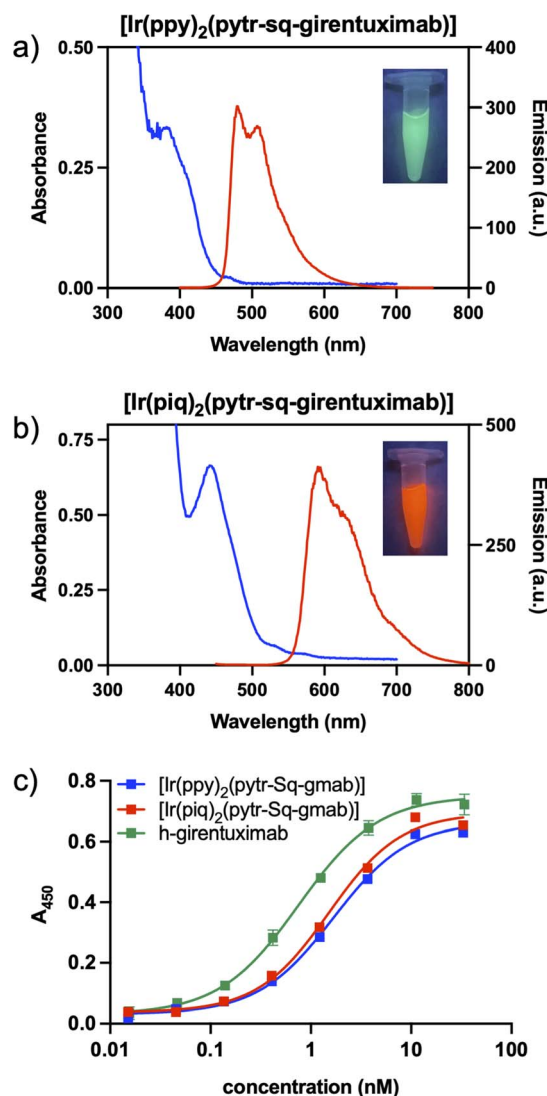 a)
[Ir(ppy)2(pytr-sq-girentuximab)]
0.50
0.25
0.00
Absorbance
400
300
200
100
0
Emission (a.u.)
300 400 500 600 700 800
Wavelength (nm)
b)
[Ir(piq)2(pytr-sq-girentuximab)]
0.75
0.50
0.25
0.00
Absorbance
500
250
0
Emission (a.u.)
300 400 500 600 700 800
Wavelength (nm)
c)
0.8
0.6
0.4
0.2
0.0
A450
[Ir(ppy)2(pytr-Sq-gmab)]
[Ir(piq)2(pytr-Sq-gmab)]
h-girentuximab
0.01 0.1 1 10 100
concentration (nM)